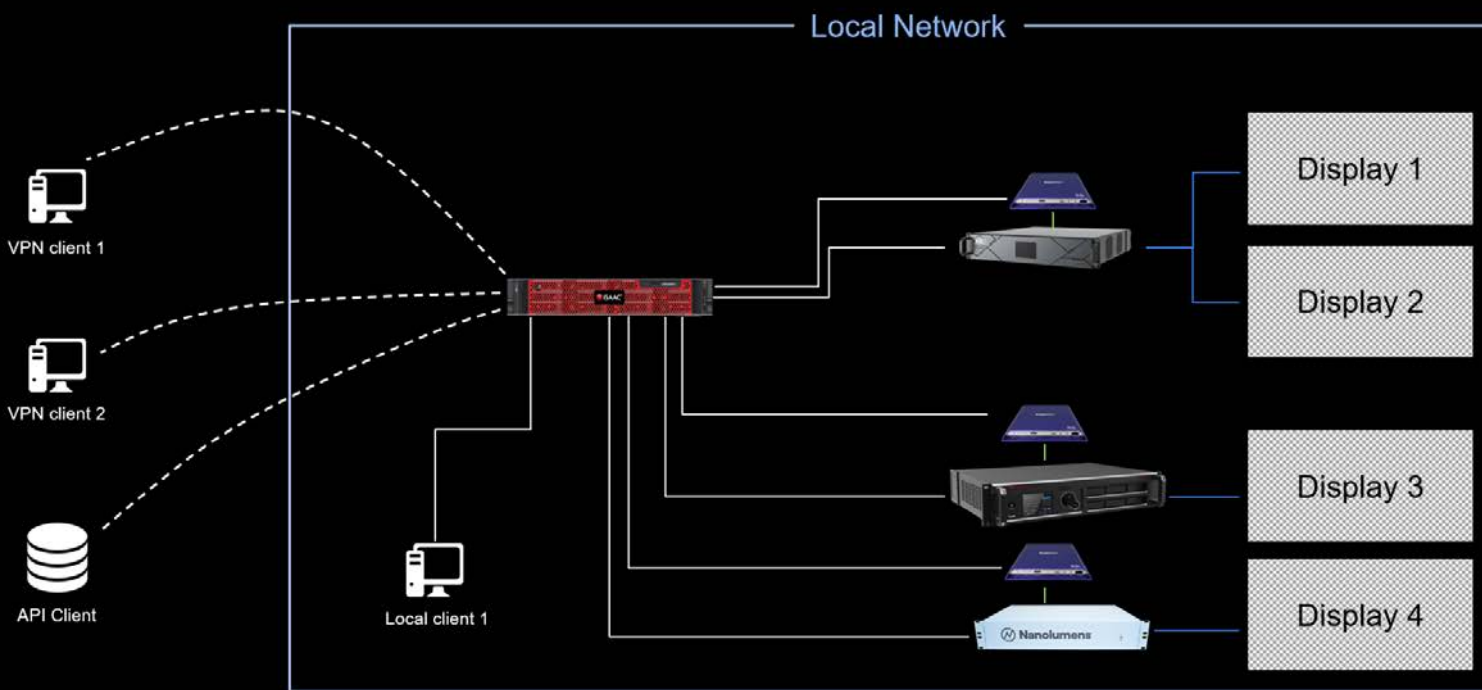 Local Network
VPN client 1
VPN client 2
API Client
Local client 1
ISAAC
Nanolumens
Display 1
Display 2
Display 3
Display 4